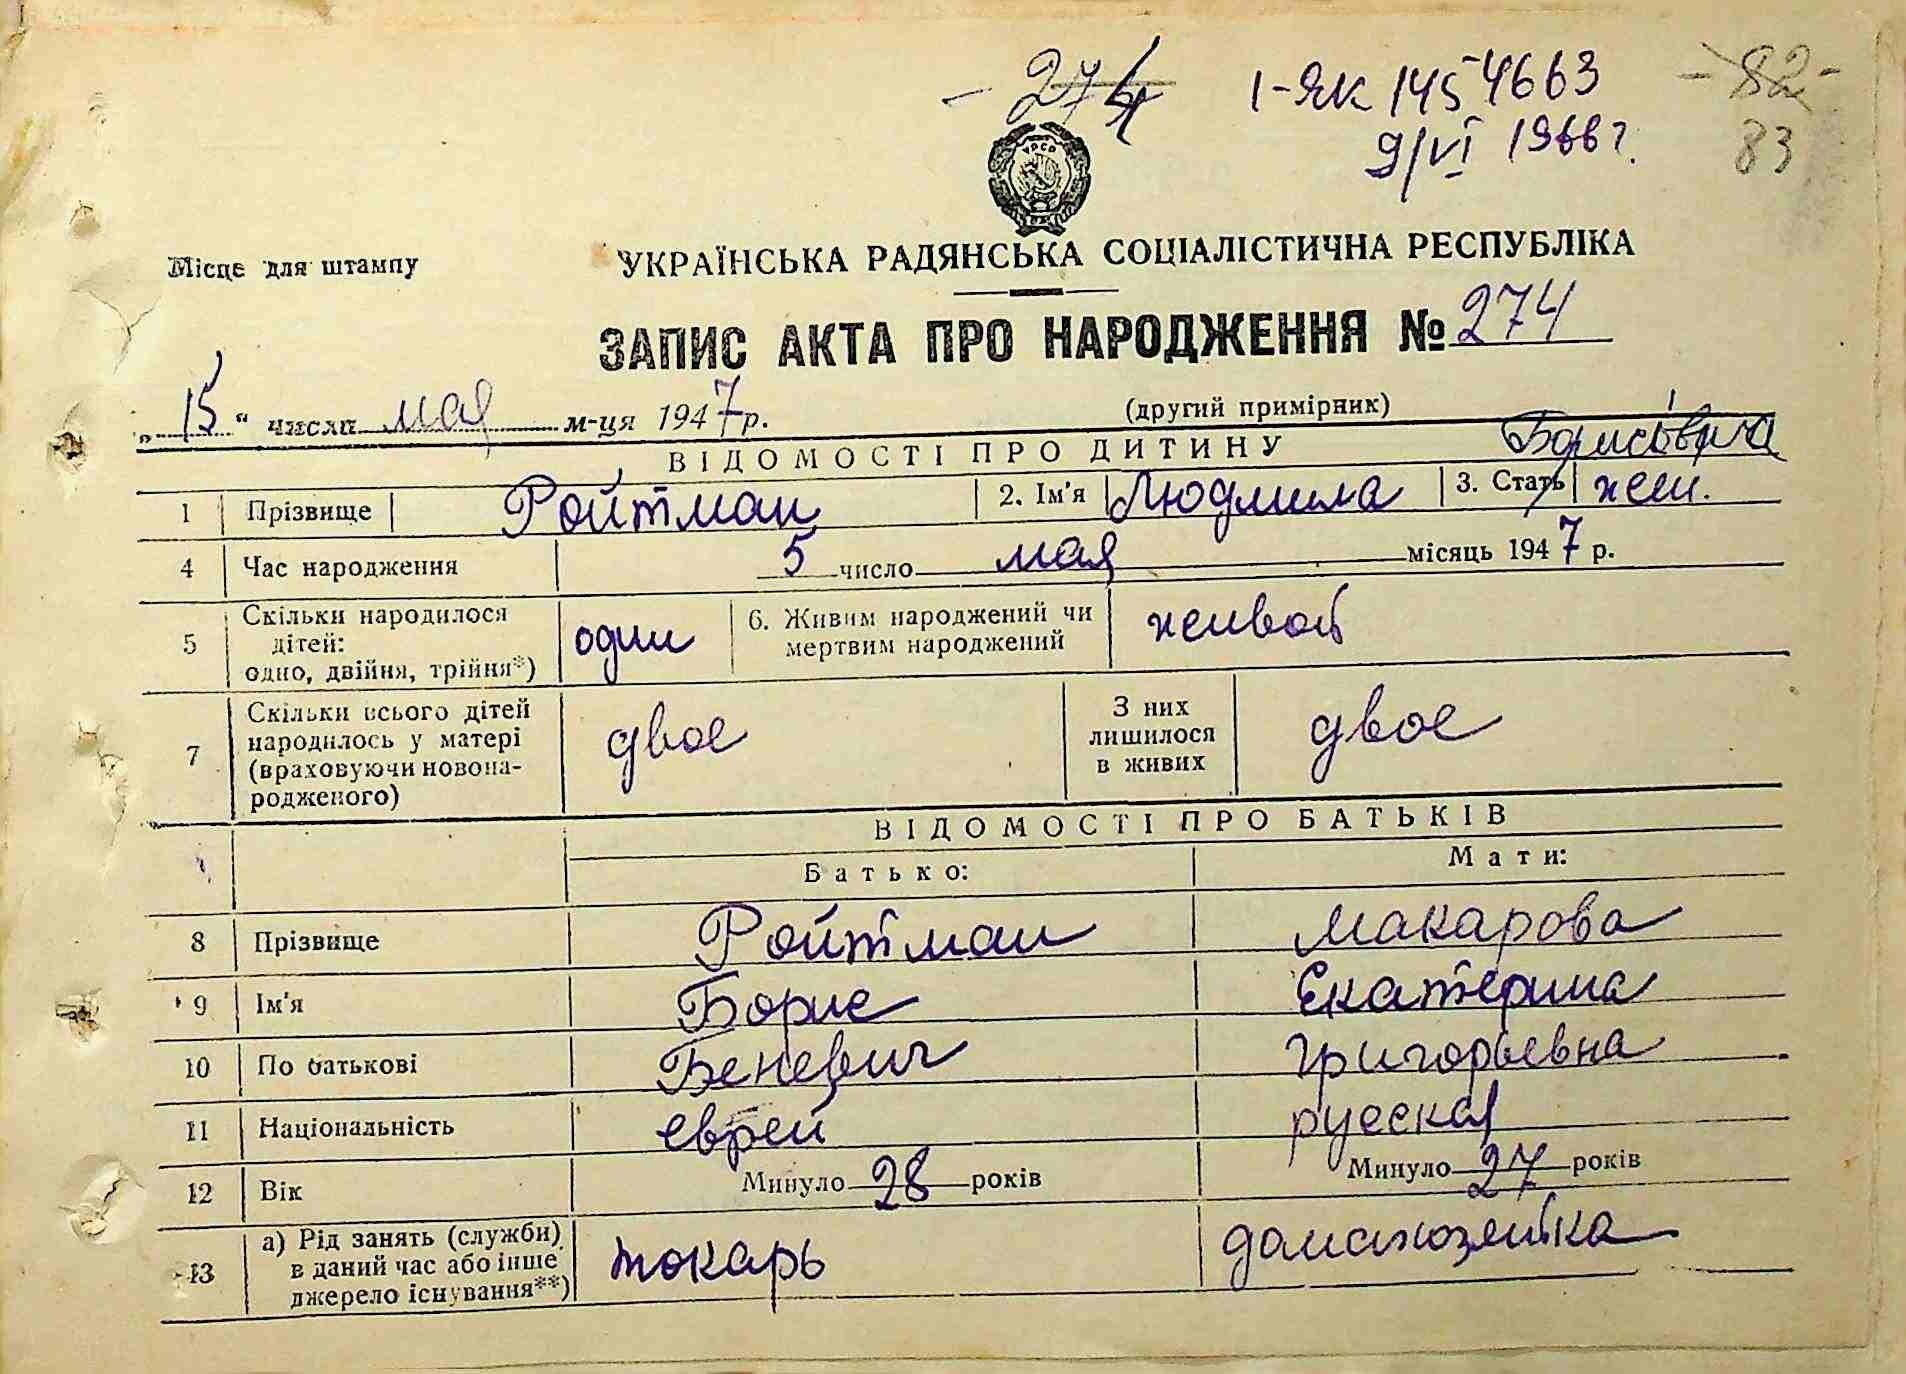 - 274
1-ЯК 145 4663
- 82 -
9/VI 1966 г.
83
УРСР
Місце для штампу
УКРАЇНСЬКА РАДЯНСЬКА СОЦІАЛІСТИЧНА РЕСПУБЛІКА
ЗАПИС АКТА ПРО НАРОДЖЕННЯ № 274
„ 15 “ числа мая м-ця 1947 р. (другий примірник)
ВІДОМОСТІ ПРО ДИТИНУ Борисовна
1 Прізвище Ройтман 2. Ім'я Людмила 3. Стать жен.
4 Час народження 5 число мая місяць 1947 р.
5 Скільки народилося дітей: одно, двійня, трійня*) один 6. Живим народжений чи мертвим народжений живой
7 Скільки всього дітей народилось у матері (враховуючи новонародженого) двое З них лишилося в живих двое
ВІДОМОСТІ ПРО БАТЬКІВ
Батько: Мати:
8 Прізвище Ройтман Макарова
9 Ім'я Борис Екатерина
10 По батькові Беневич Григорьевна
11 Національність еврей русская
12 Вік Минуло 28 років Минуло 27 років
13 а) Рід занять (служби) в даний час або інше джерело існування**) токарь домахозяйка